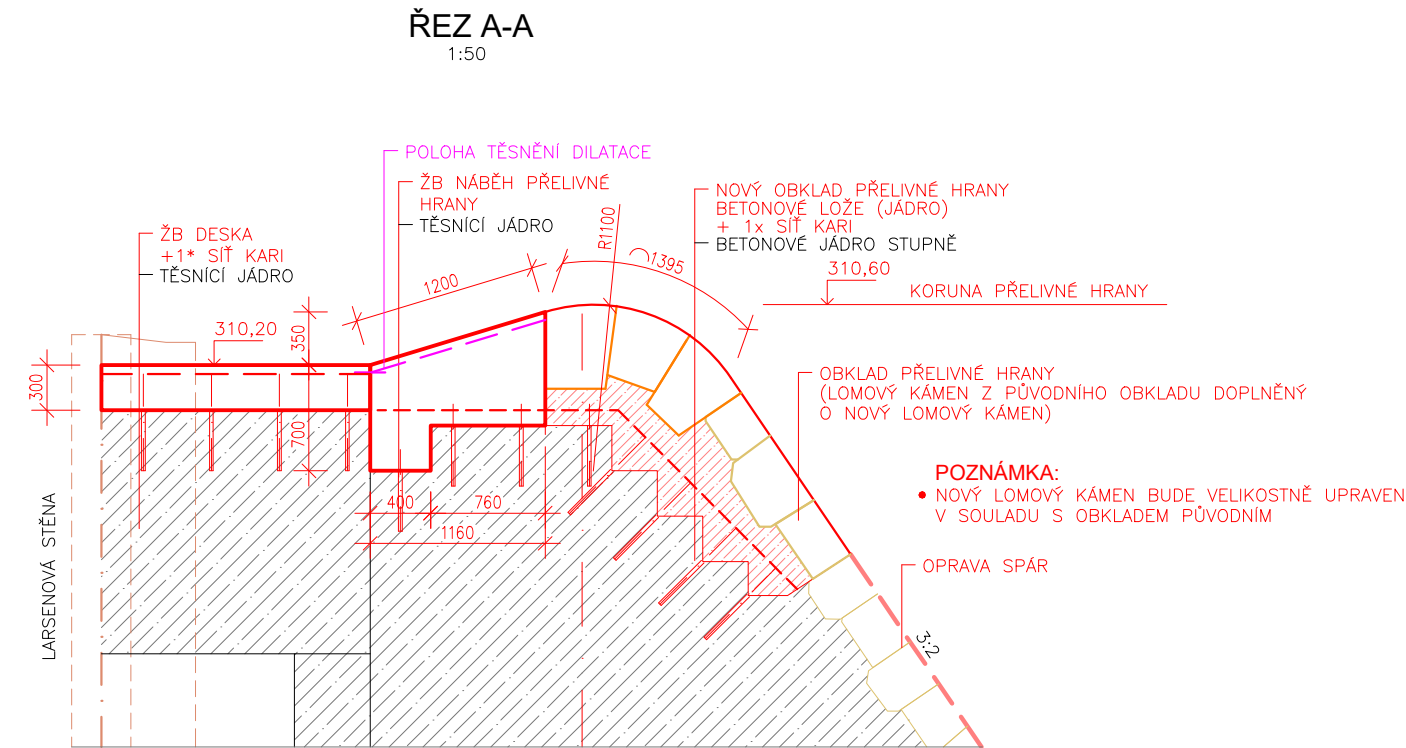 ŘEZ A-A
1:50
POLOHA TĚSNĚNÍ DILATACE
ŽB NÁBĚH PŘELIVNÉ
HRANY
TĚSNÍCÍ JÁDRO
ŽB DESKA
+1* SÍŤ KARI
TĚSNÍCÍ JÁDRO
NOVÝ OBKLAD PŘELIVNÉ HRANY
BETONOVÉ LOŽE (JÁDRO)
+ 1x SÍŤ KARI
BETONOVÉ JÁDRO STUPNĚ
R1100
1395
1200
310,60
KORUNA PŘELIVNÉ HRANY
310,20
350
300
700
OBKLAD PŘELIVNÉ HRANY
(LOMOVÝ KÁMEN Z PŮVODNÍHO OBKLADU DOPLNĚNÝ
O NOVÝ LOMOVÝ KÁMEN)
POZNÁMKA:
• NOVÝ LOMOVÝ KÁMEN BUDE VELIKOSTNĚ UPRAVEN
V SOULADU S OBKLADEM PŮVODNÍM
400
760
1160
OPRAVA SPÁR
3:2
LARSENOVÁ STĚNA